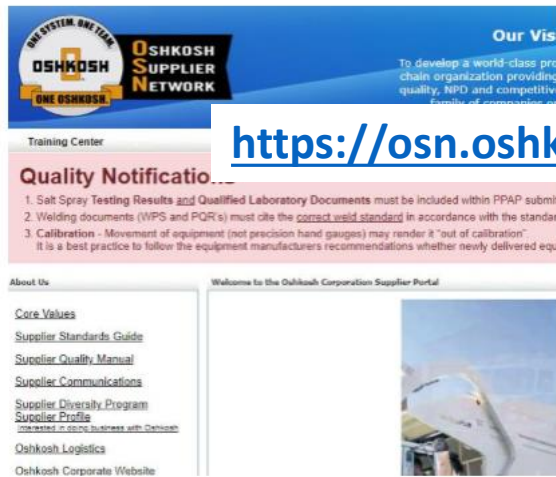 ONE SYSTEM. ONE TEAM.
OSHKOSH
ONE OSHKOSH.
OSHKOSH
SUPPLIER
NETWORK
Our Vis
To develop a world-class pro
chain organization providing
quality, NPD and competitive
family of companies
Training Center
https://osn.oshk
Quality Notificatio
1. Salt Spray Testing Results and Qualified Laboratory Documents must be included within PPAP submi
2. Welding documents (WPS and PQR's) must cite the correct weld standard in accordance with the standar
3. Calibration - Movement of equipment (not precision hand gauges) may render it "out of calibration".
It is a best practice to follow the equipment manufacturers recommendations whether newly delivered equ
About Us
Welcome to the Oshkosh Corporation Supplier Portal
Core Values
Supplier Standards Guide
Supplier Quality Manual
Supplier Communications
Supplier Diversity Program
Supplier Profile
Interested in doing business with Oshkosh
Oshkosh Logistics
Oshkosh Corporate Website